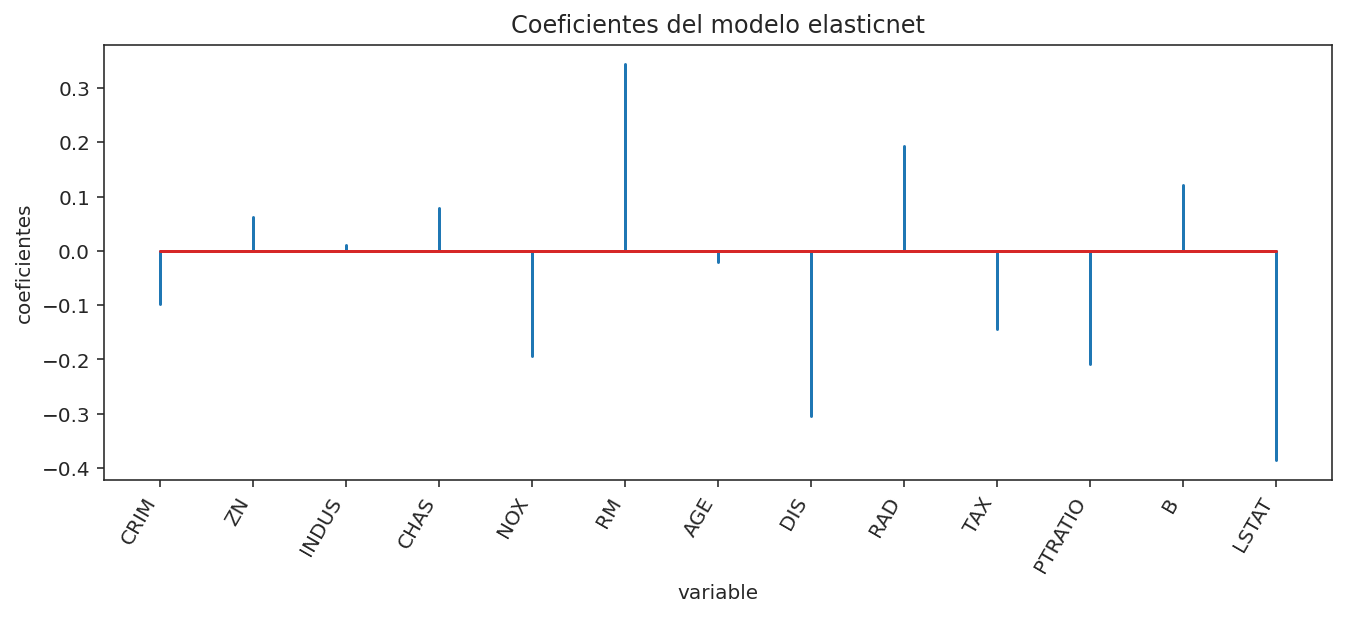 Coeficientes del modelo elasticnet
coeficientes
0.3
0.2
0.1
0.0
−0.1
−0.2
−0.3
−0.4
CRIM
ZN
INDUS
CHAS
NOX
RM
AGE
DIS
RAD
TAX
PTRATIO
B
LSTAT
variable